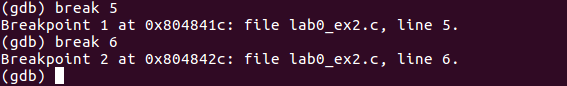 (gdb) break 5
Breakpoint 1 at 0x804841c: file lab0_ex2.c, line 5.
(gdb) break 6
Breakpoint 2 at 0x804842c: file lab0_ex2.c, line 6.
(gdb)